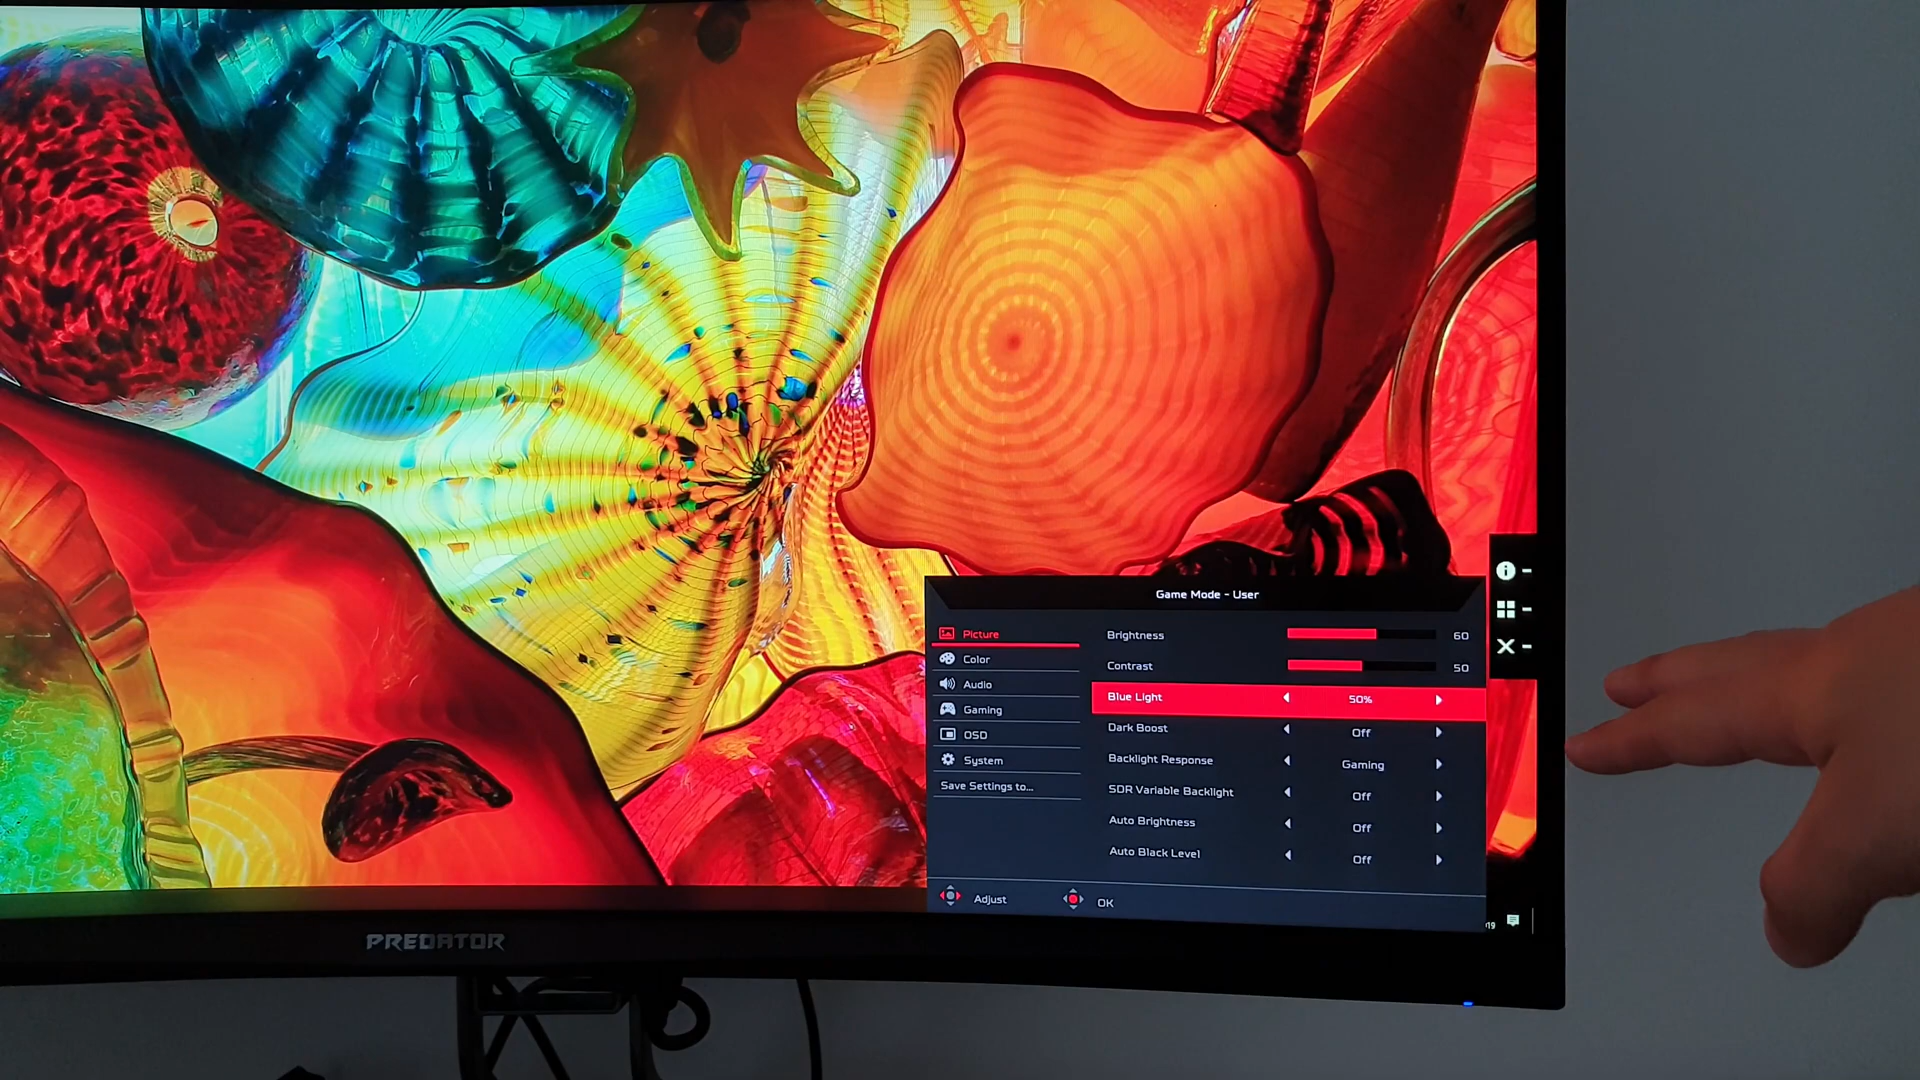 Game Mode - User
Picture
Color
Audio
Gaming
OSD
System
Save Settings to...
Brightness 60
Contrast 50
Blue Light 50%
Dark Boost Off
Backlight Response Gaming
SDR Variable Backlight Off
Auto Brightness Off
Auto Black Level Off
Adjust OK
19
PREDATOR